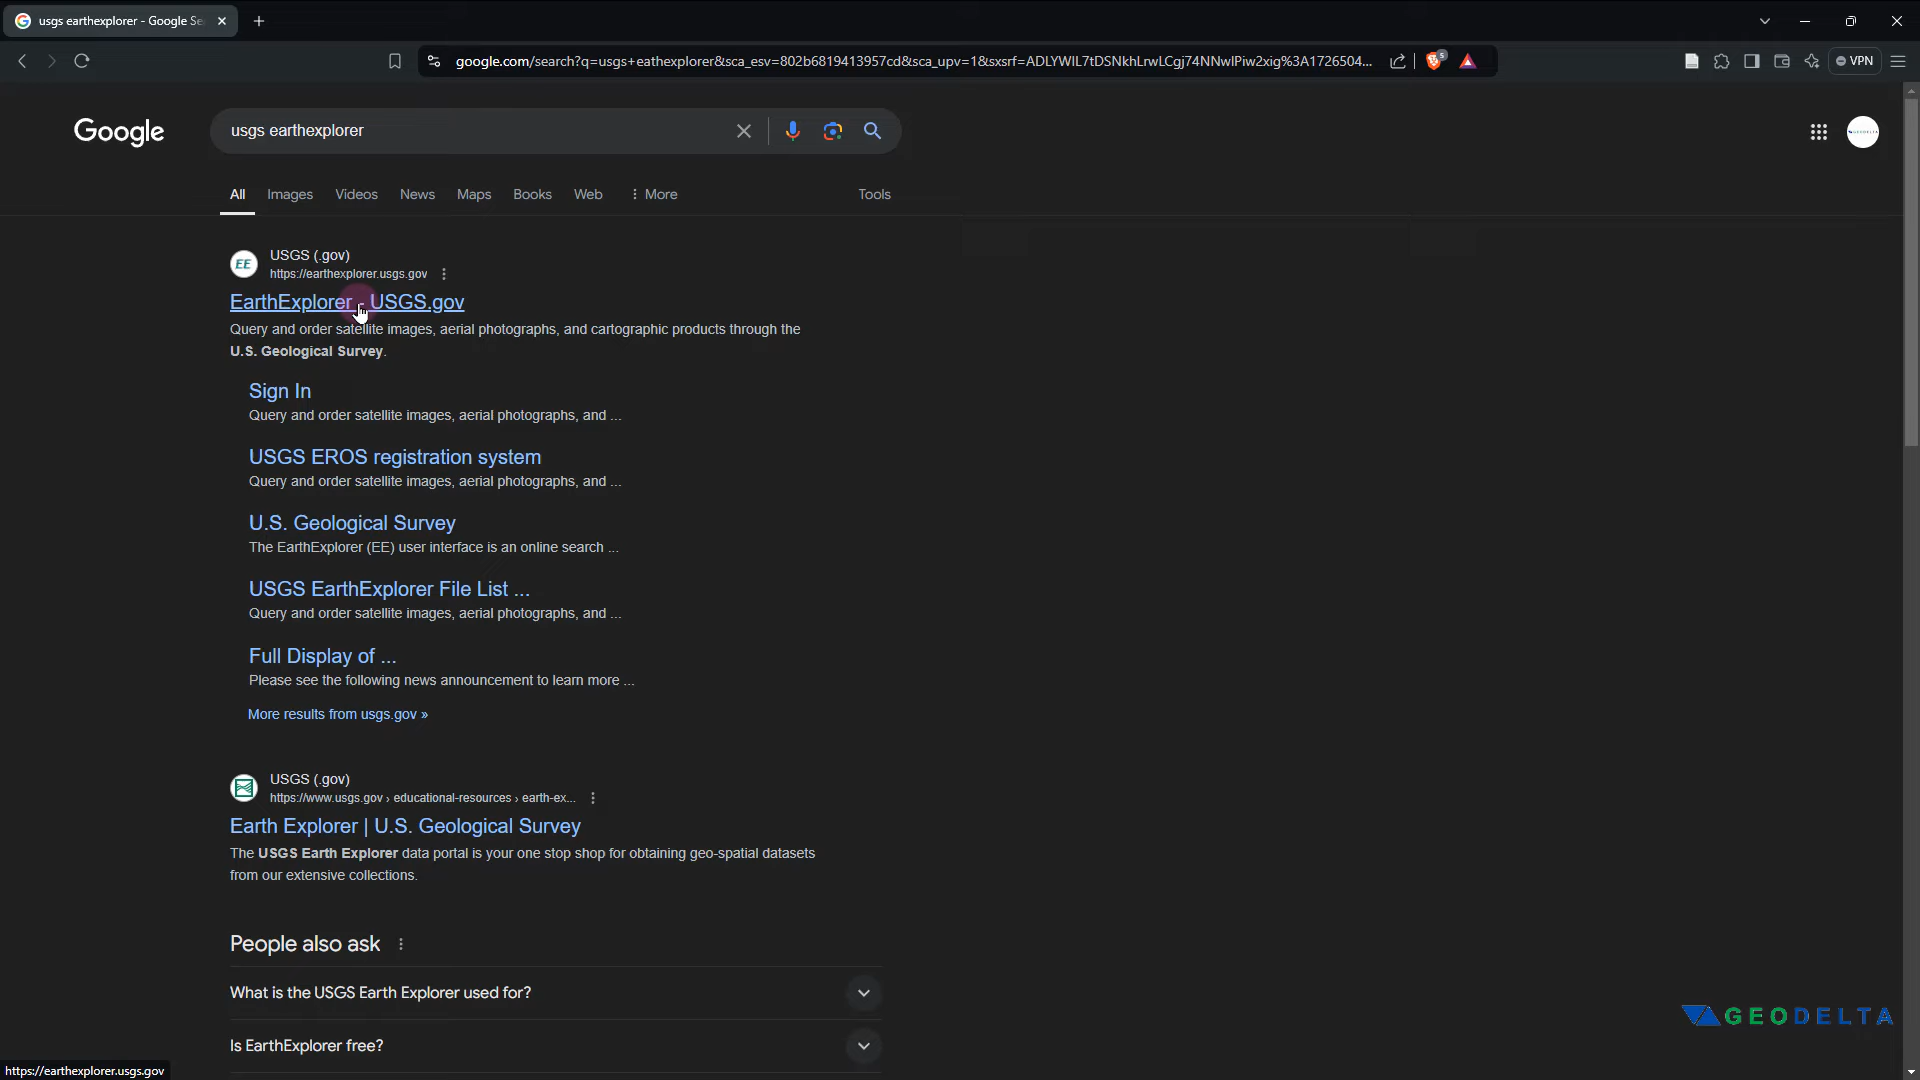 usgs earthexplorer - Google Se
google.com/search?q=usgs+eathexplorer&sca_esv=802b6819413957cd&sca_upv=1&sxsrf=ADLYWIL7tDSNkhLrwLCgj74NNwlPiw2xig%3A1726504...
VPN
Google
usgs earthexplorer
All Images Videos News Maps Books Web More Tools
EE
USGS (.gov)
https://earthexplorer.usgs.gov
EarthExplorer - USGS.gov
Query and order satellite images, aerial photographs, and cartographic products through the
U.S. Geological Survey.
Sign In
Query and order satellite images, aerial photographs, and ...
USGS EROS registration system
Query and order satellite images, aerial photographs, and ...
U.S. Geological Survey
The EarthExplorer (EE) user interface is an online search ...
USGS EarthExplorer File List ...
Query and order satellite images, aerial photographs, and ...
Full Display of ...
Please see the following news announcement to learn more ...
More results from usgs.gov »
USGS (.gov)
https://www.usgs.gov › educational-resources › earth-ex...
Earth Explorer | U.S. Geological Survey
The USGS Earth Explorer data portal is your one stop shop for obtaining geo-spatial datasets
from our extensive collections.
People also ask
What is the USGS Earth Explorer used for?
Is EarthExplorer free?
GEODELTA
https://earthexplorer.usgs.gov